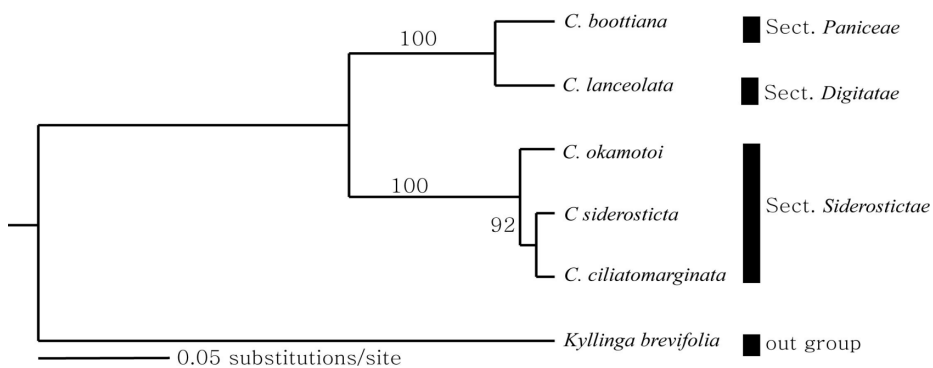 C. boottiana Sect. Paniceae
100
C. lanceolata Sect. Digitatae
C. okamotoi
100
C siderosticta Sect. Siderostictae
92
C. ciliatomarginata
Kyllinga brevifolia out group
0.05 substitutions/site